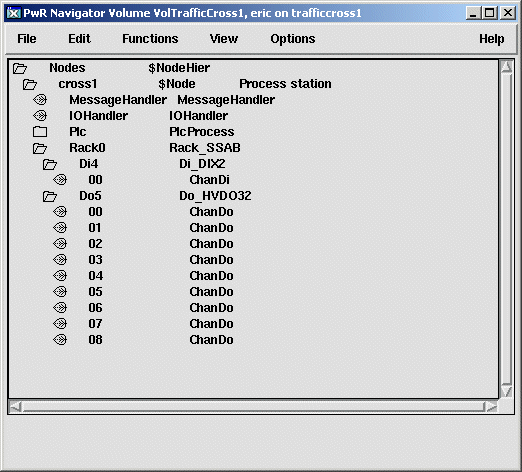 PwR Navigator Volume VolTrafficCross1, eric on trafficcross1
File Edit Functions View Options Help
Nodes $NodeHier
cross1 $Node Process station
MessageHandler MessageHandler
IOHandler IOHandler
Plc PlcProcess
Rack0 Rack_SSAB
Di4 Di_DIX2
00 ChanDi
Do5 Do_HVDO32
00 ChanDo
01 ChanDo
02 ChanDo
03 ChanDo
04 ChanDo
05 ChanDo
06 ChanDo
07 ChanDo
08 ChanDo